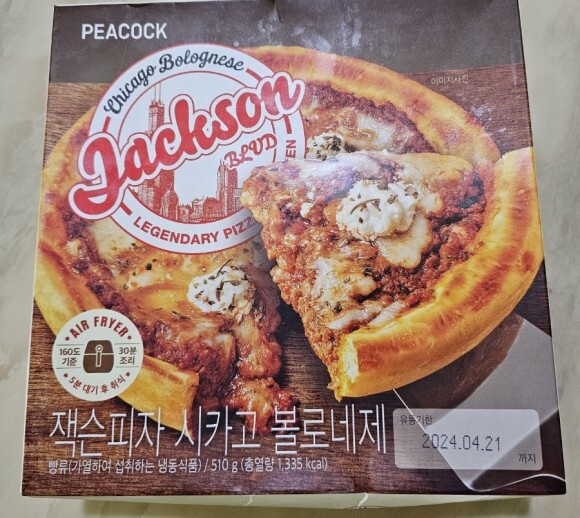 PEACOCK
Chicago Bolognese
이미지사진
Jackson
BLVD
LEGENDARY PIZZ
EN
AIR FRYER
160도 기준
30분 조리
5분 대기 후 취식
잭슨피자 시카고 볼로네제
빵류(가열하여 섭취하는 냉동식품) / 510 g (총열량 1,335 kcal)
유통기한
2024.04.21
까지